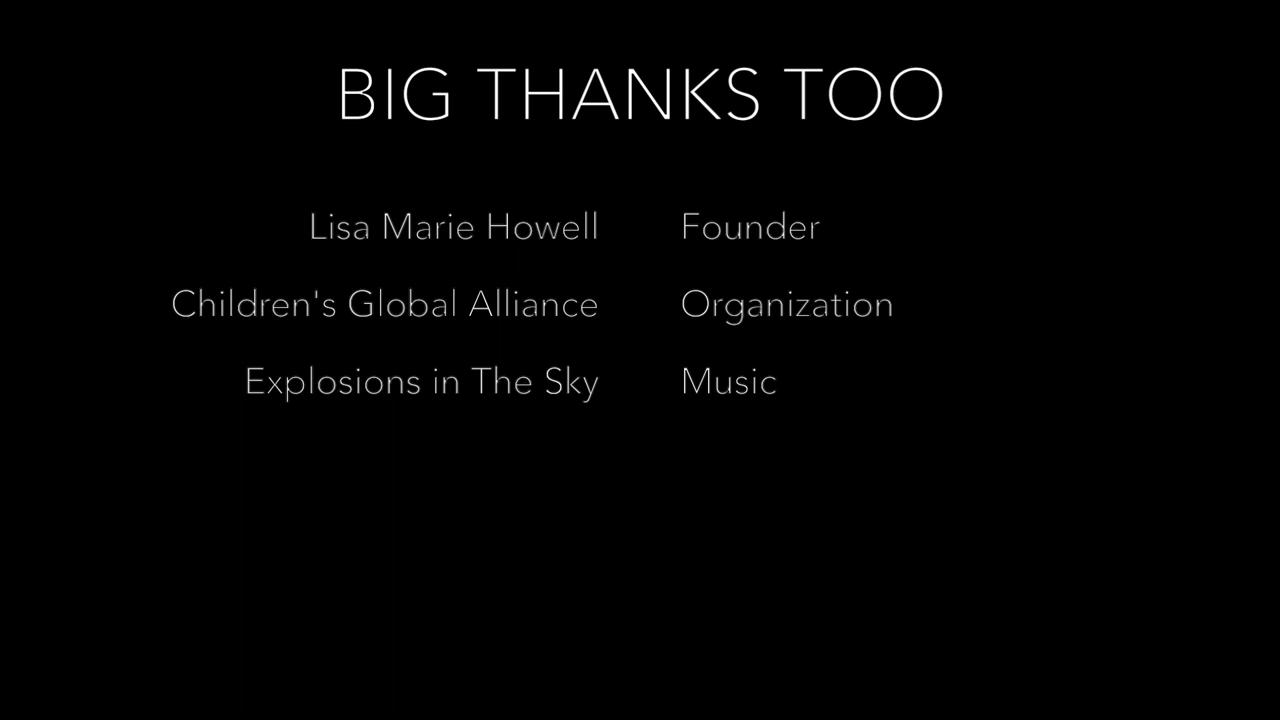 BIG THANKS TOO
Lisa Marie Howell Founder
Children's Global Alliance Organization
Explosions in The Sky Music